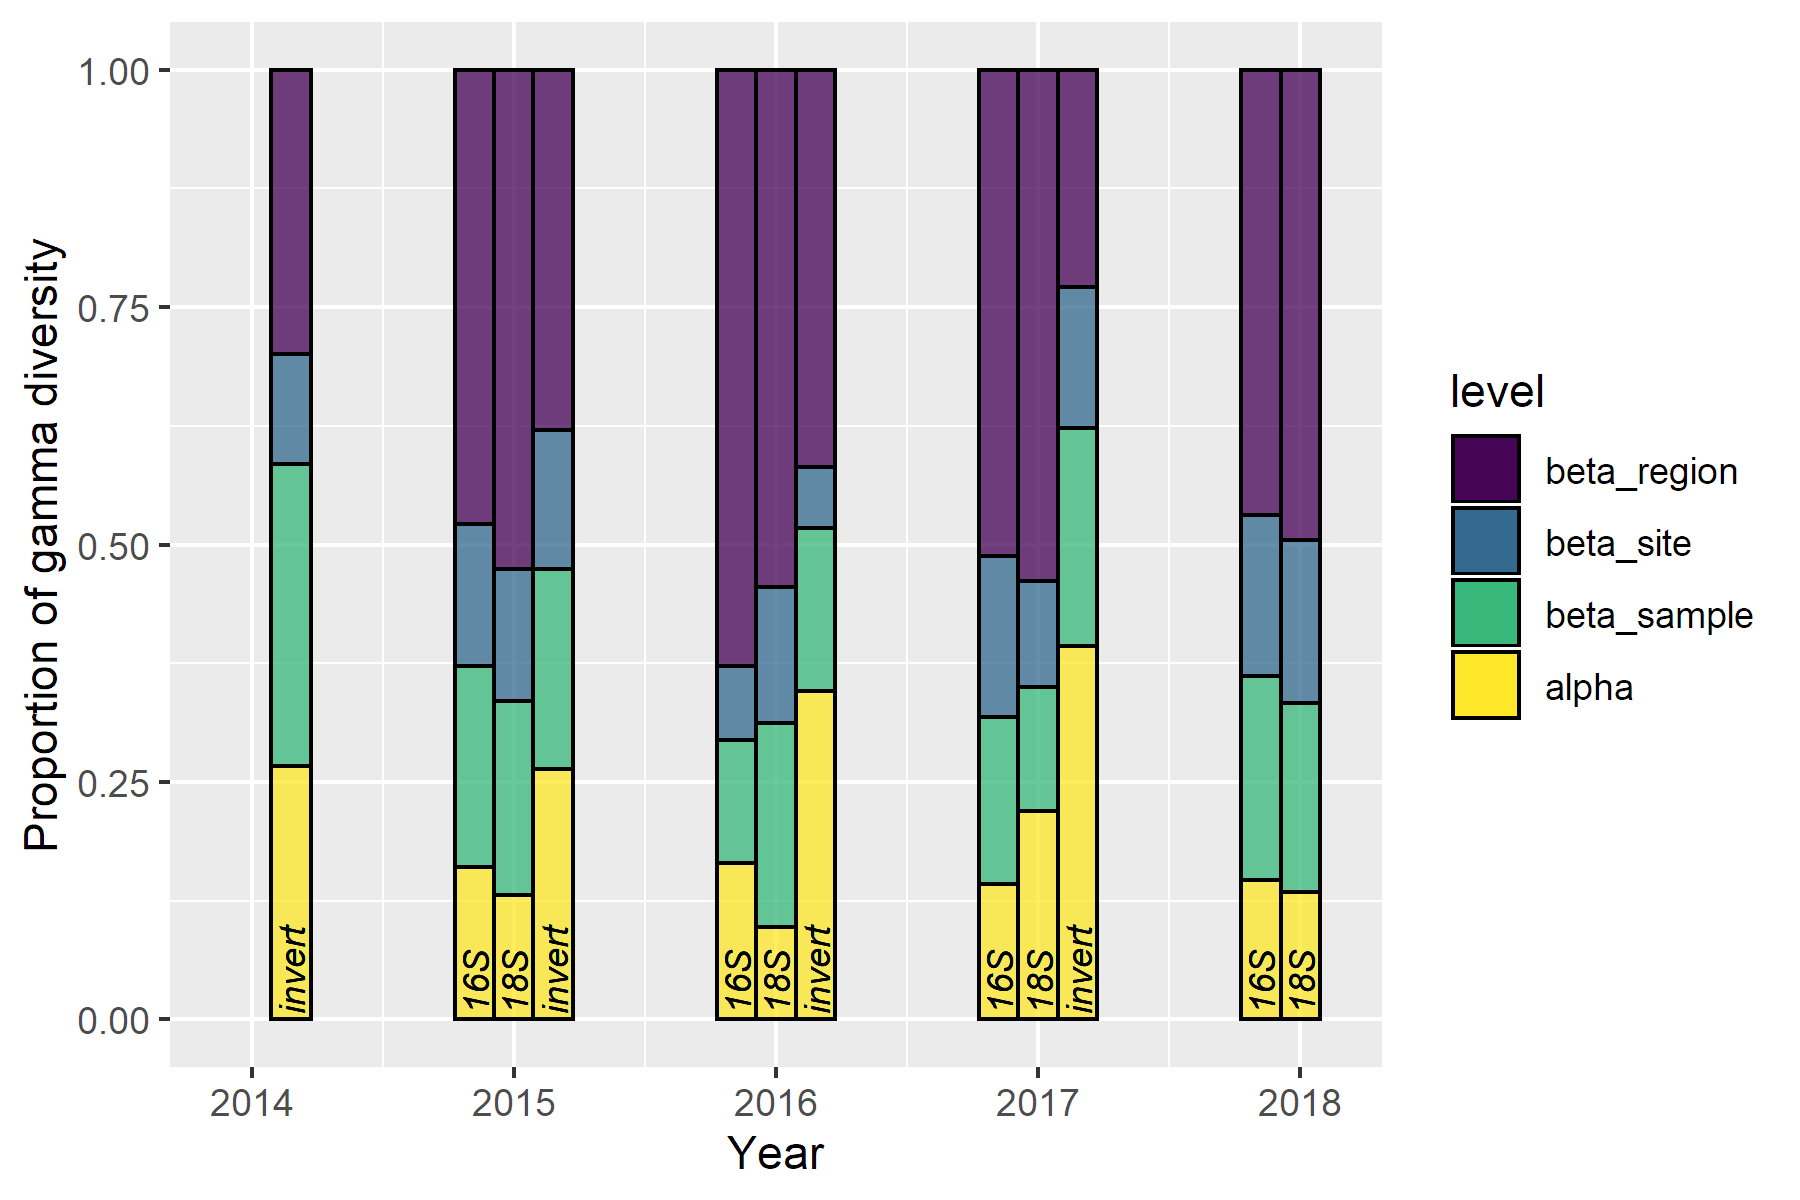 Proportion of gamma diversity
1.00
0.75
0.50
0.25
0.00
invert
16S
18S
invert
16S
18S
invert
16S
18S
invert
16S
18S
2014
2015
2016
2017
2018
Year
level
beta_region
beta_site
beta_sample
alpha